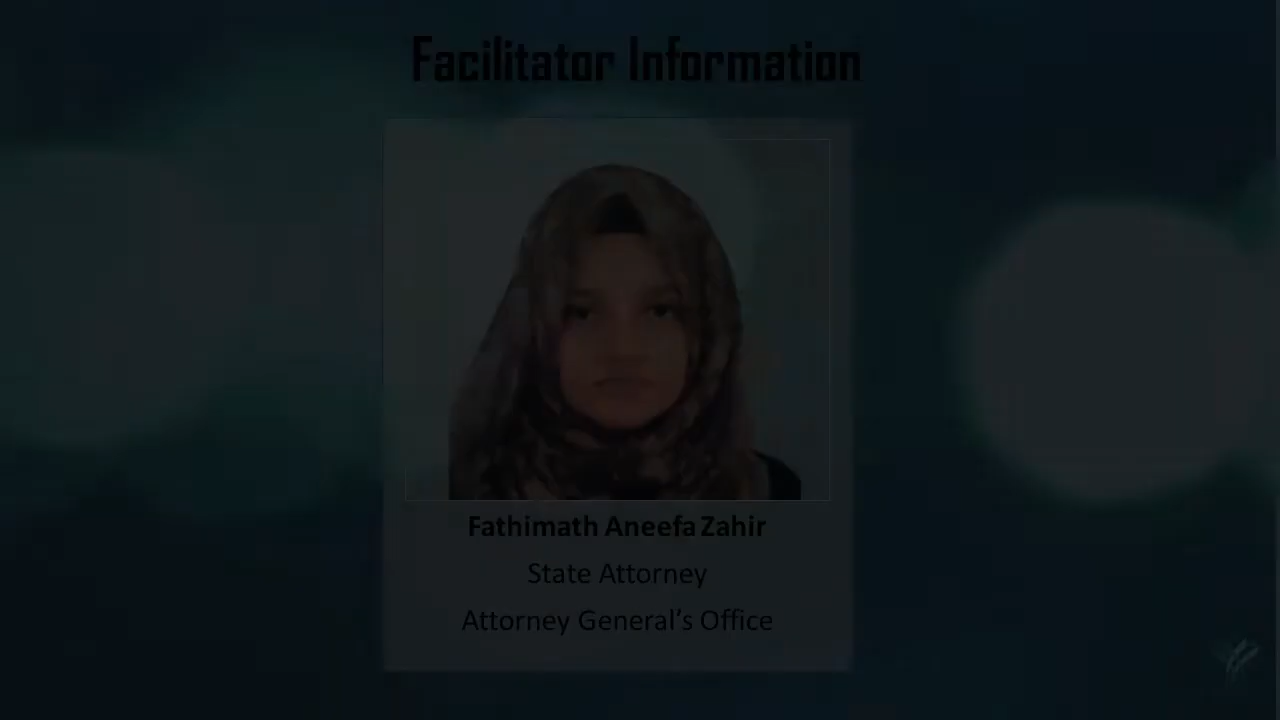 Facilitator Information
Fathimath Aneefa Zahir
State Attorney
Attorney General's Office